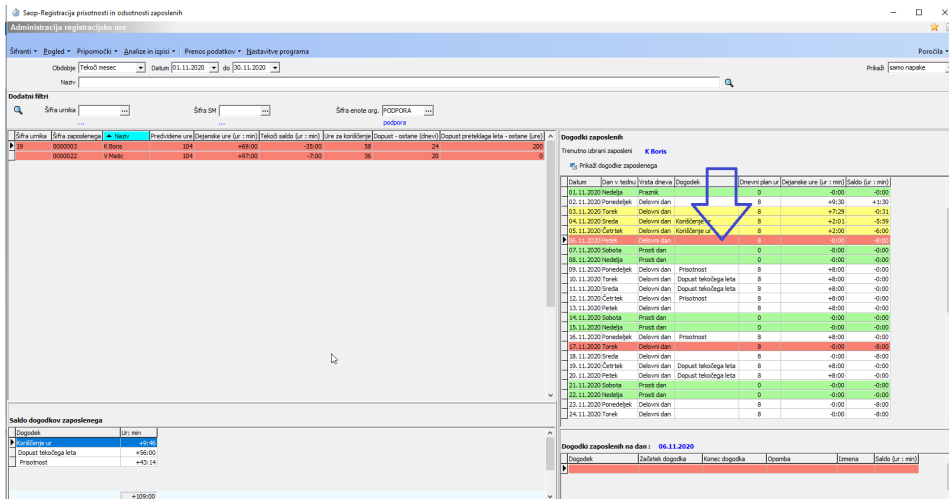 Saop-Registracija prisotnosti in odsotnosti zaposlenih
Administracija registracijske ure
Šifranti Pogled Pripomočki Analize in izpisi Prenos podatkov Nastavitve programa Poročila
Obdobje Tekoči mesec Datum 01.11.2020 do 30.11.2020 Prikaži samo napake
Naziv
Dodatni filtri
Šifra urnika ... Šifra SM ... Šifra enote org. PODPORA ...
... ... podpora
Šifra urnika Šifra zaposlenega Naziv Predvidene ure Dejanske ure (ur : min) Tekoči saldo (ur : min) Ure za koriščenje Dopust - ostane (dnevi) Dopust preteklega leta - ostane (ure)
19 0000003 K Boris 104 +69:00 -35:00 58 24 200
0000022 V Matic 104 +97:00 -7:00 36 20 0
Dogodki zaposlenih
Trenutno izbrani zaposleni K Boris
Prikaži dogodke zaposlenega
Datum Dan v tednu Vrsta dneva Dogodek Dnevni plan ur Dejanske ure (ur : min) Saldo (ur : min)
01.11.2020 Nedelja Praznik 0 -0:00 -0:00
02.11.2020 Ponedeljek Delovni dan 8 +9:30 +1:30
03.11.2020 Torek Delovni dan 8 +7:29 -0:31
04.11.2020 Sreda Delovni dan Koriščenje ur 8 +2:01 -5:59
05.11.2020 Četrtek Delovni dan Koriščenje ur 8 +2:00 -6:00
06.11.2020 Petek Delovni dan 8 -0:00 -8:00
07.11.2020 Sobota Prosti dan 0 -0:00 -0:00
08.11.2020 Nedelja Prosti dan 0 -0:00 -0:00
09.11.2020 Ponedeljek Delovni dan Prisotnost 8 +8:00 -0:00
10.11.2020 Torek Delovni dan Dopust tekočega leta 8 +8:00 -0:00
11.11.2020 Sreda Delovni dan Dopust tekočega leta 8 +8:00 -0:00
12.11.2020 Četrtek Delovni dan Prisotnost 8 +8:00 -0:00
13.11.2020 Petek Delovni dan 8 +8:00 -0:00
14.11.2020 Sobota Prosti dan 0 -0:00 -0:00
15.11.2020 Nedelja Prosti dan 0 -0:00 -0:00
16.11.2020 Ponedeljek Delovni dan Prisotnost 8 +8:00 -0:00
17.11.2020 Torek Delovni dan 8 -0:00 -8:00
18.11.2020 Sreda Delovni dan 8 -0:00 -8:00
19.11.2020 Četrtek Delovni dan Dopust tekočega leta 8 +8:00 -0:00
20.11.2020 Petek Delovni dan Dopust tekočega leta 8 +8:00 -0:00
21.11.2020 Sobota Prosti dan 0 -0:00 -0:00
22.11.2020 Nedelja Prosti dan 0 -0:00 -0:00
23.11.2020 Ponedeljek Delovni dan 8 -0:00 -8:00
24.11.2020 Torek Delovni dan 8 -0:00 -8:00
Saldo dogodkov zaposlenega
Dogodek Ur: min
Koriščenje ur +9:46
Dopust tekočega leta +56:00
Prisotnost +43:14
+109:00
Dogodki zaposlenih na dan : 06.11.2020
Dogodek Začetek dogodka Konec dogodka Opomba Izmena Saldo (ur : min)